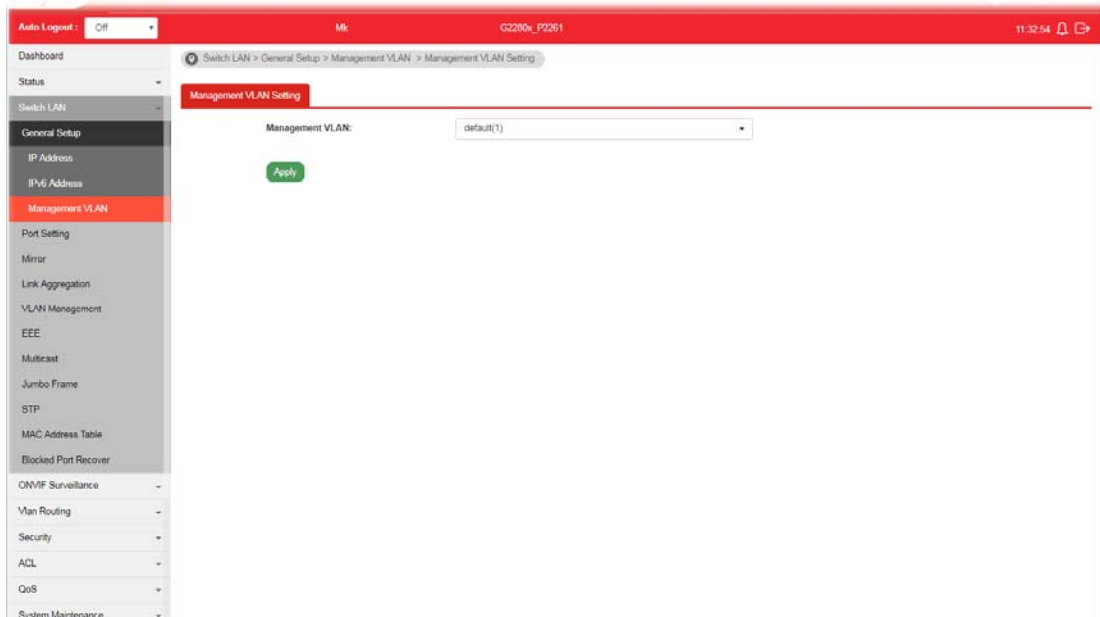 Auto Logout : Off Mk G2280x_P2261 11:32:54
Dashboard
Switch LAN > General Setup > Management VLAN > Management VLAN Setting
Status
Management VLAN Setting
Switch LAN
General Setup
Management VLAN: default(1)
IP Address
Apply
IPv6 Address
Management VLAN
Port Setting
Mirror
Link Aggregation
VLAN Management
EEE
Multicast
Jumbo Frame
STP
MAC Address Table
Blocked Port Recover
ONVIF Surveillance
Vlan Routing
Security
ACL
QoS
System Maintenance